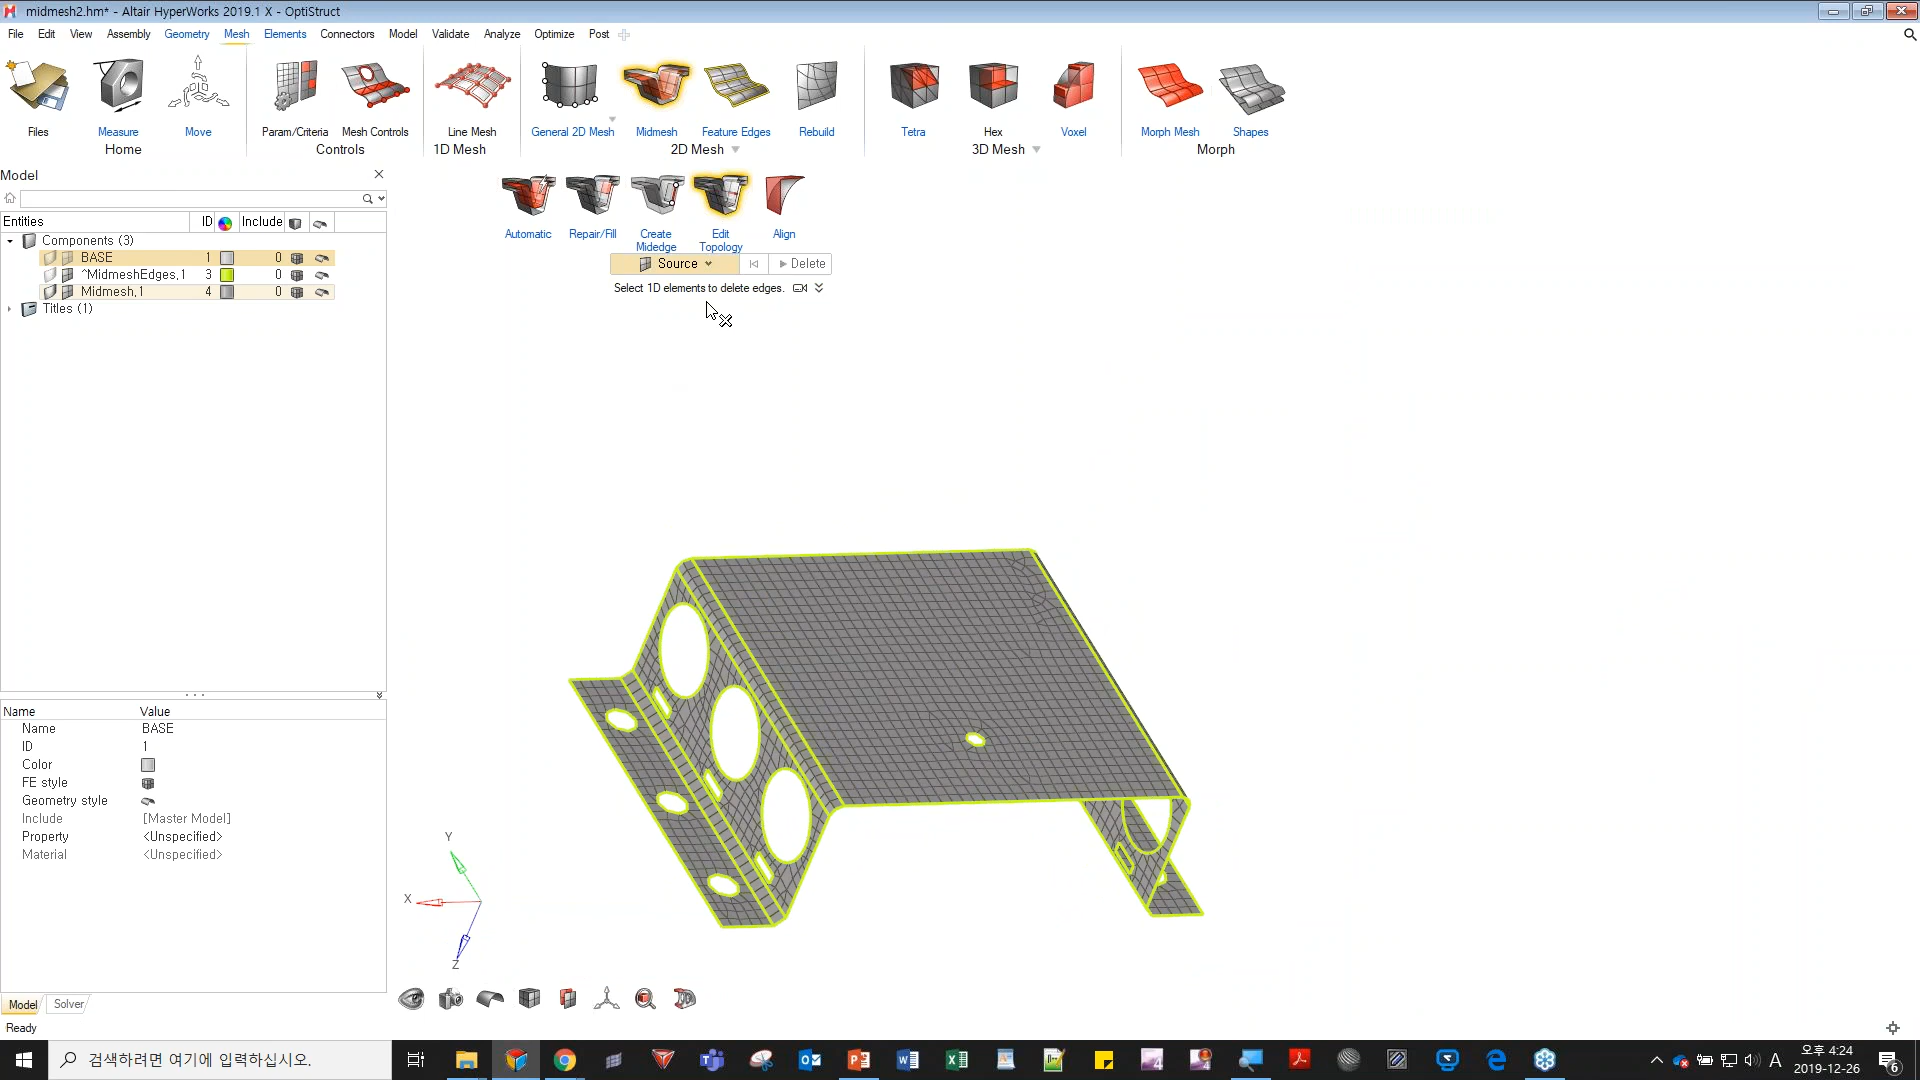 midmesh2.hm* - Altair HyperWorks 2019.1 X - OptiStruct
File Edit View Assembly Geometry Mesh Elements Connectors Model Validate Analyze Optimize Post
Files Measure Move Param/Criteria Mesh Controls Line Mesh General 2D Mesh Midmesh Feature Edges Rebuild Tetra Hex Voxel Morph Mesh Shapes
Home Controls 1D Mesh 2D Mesh 3D Mesh Morph
Model
Automatic Repair/Fill Create Midedge Edit Topology Align
Source Delete
Select 1D elements to delete edges.
Entities ID Include
Components (3)
BASE 1 0
^MidmeshEdges,1 3 0
Midmesh,1 4 0
Titles (1)
Name Value
Name BASE
ID 1
Color
FE style
Geometry style
Include [Master Model]
Property <Unspecified>
Material <Unspecified>
Y
X
Z
Model Solver
Ready
검색하려면 여기에 입력하십시오.
A
오후 4:24
2019-12-26
6